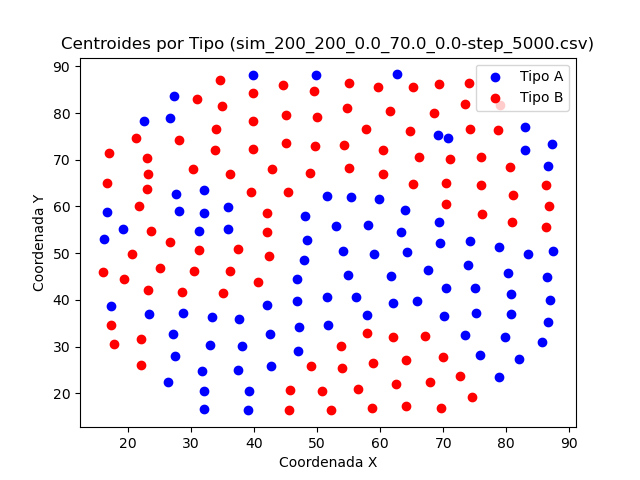 Centroides por Tipo (sim_200_200_0.0_70.0_0.0-step_5000.csv)
Tipo A
Tipo B
Coordenada Y
90
80
70
60
50
40
30
20
20 30 40 50 60 70 80 90
Coordenada X